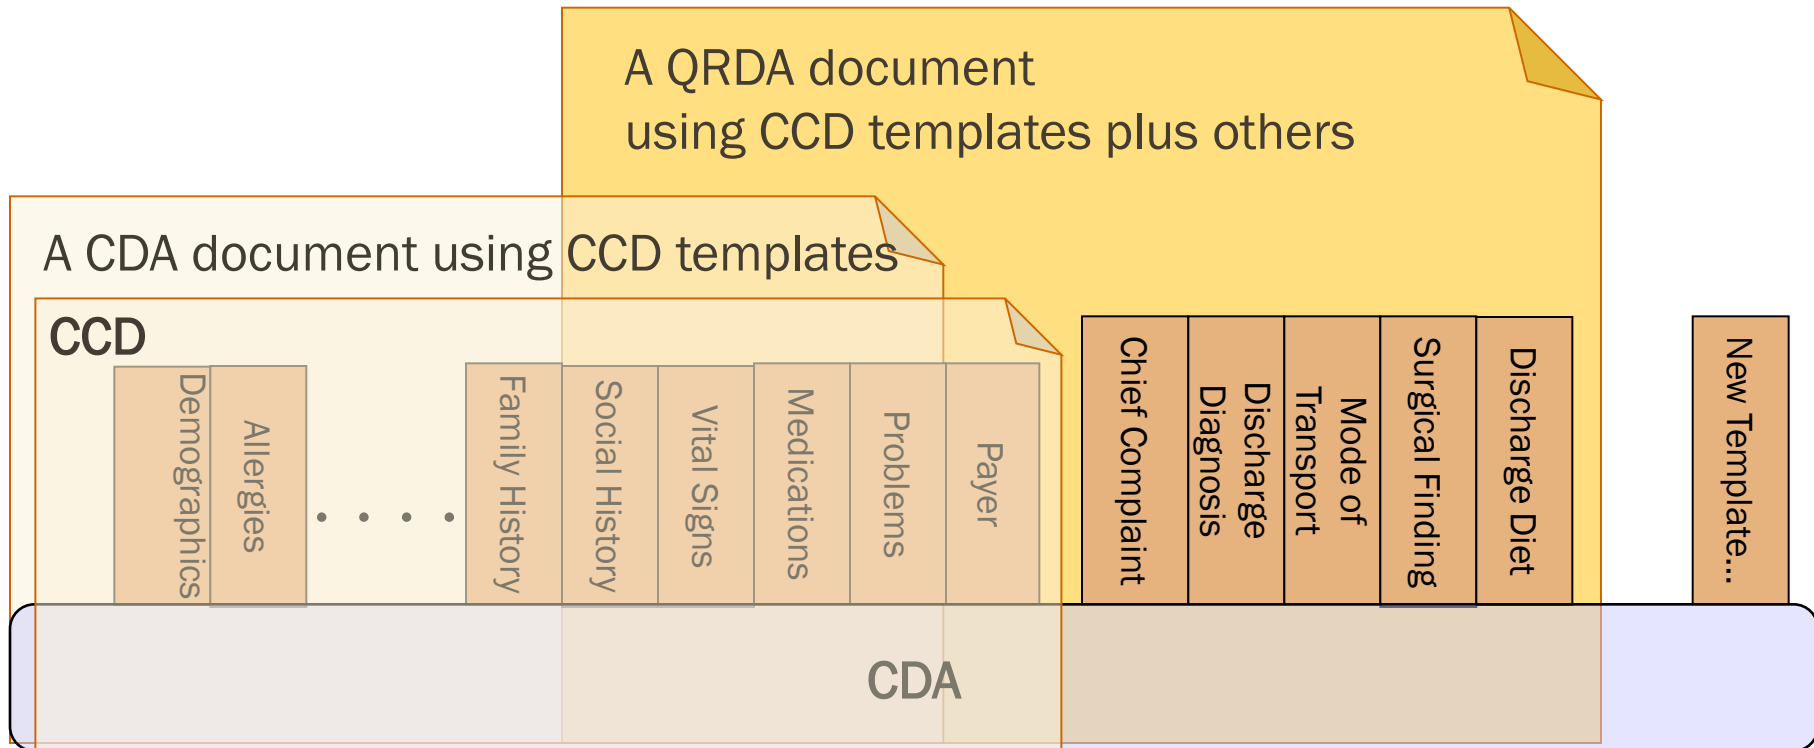 A QRDA document
using CCD templates plus others
A CDA document using CCD templates
CCD
Demographics
Allergies
. . . .
Family History
Social History
Vital Signs
Medications
Problems
Payer
Chief Complaint
Discharge
Diagnosis
Mode of
Transport
Surgical Finding
Discharge Diet
New Template...
CDA